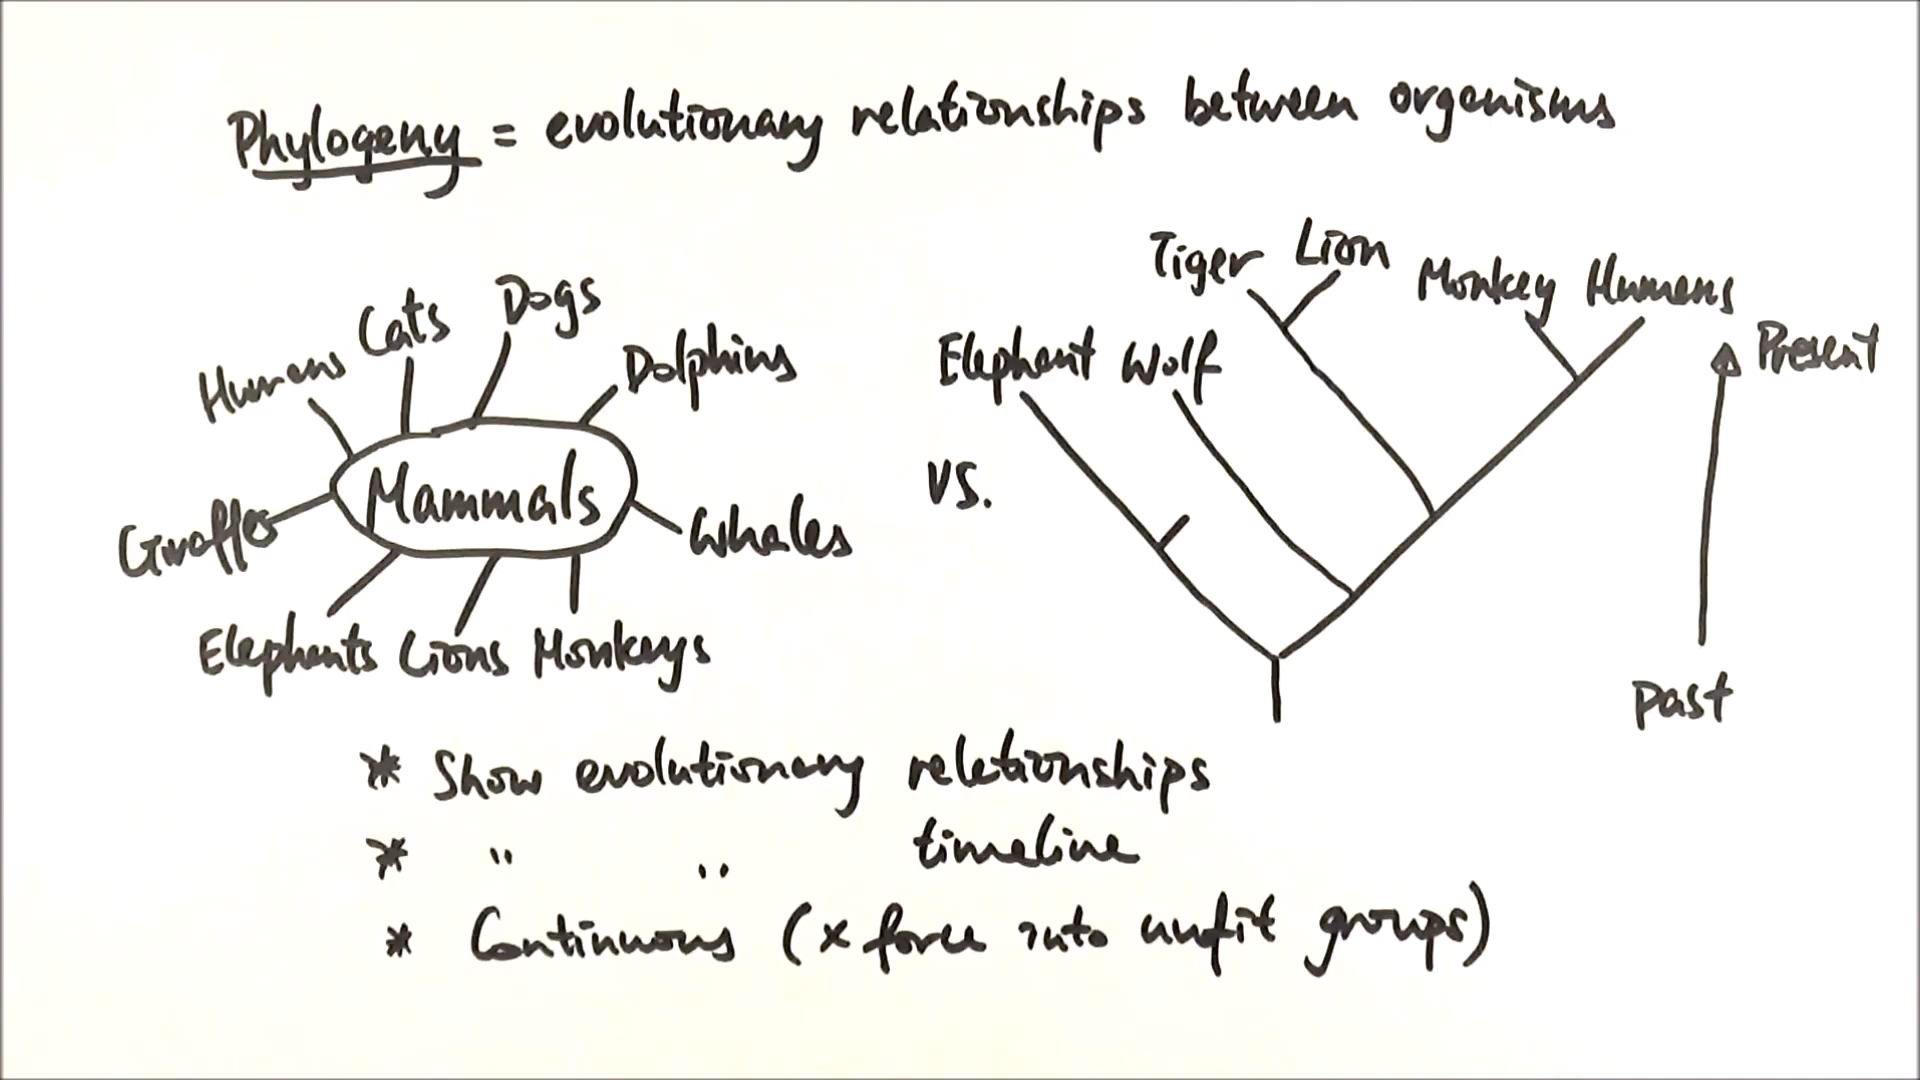 Phylogeny = evolutionary relationships between organisms
Humans Cats Dogs Dolphins
Giraffes Mammals Whales
Elephants Lions Monkeys
vs.
Elephant Wolf Tiger Lion Monkey Humans
Present
Past
* Show evolutionary relationships
* " " timeline
* Continuous (x force into unfit groups)